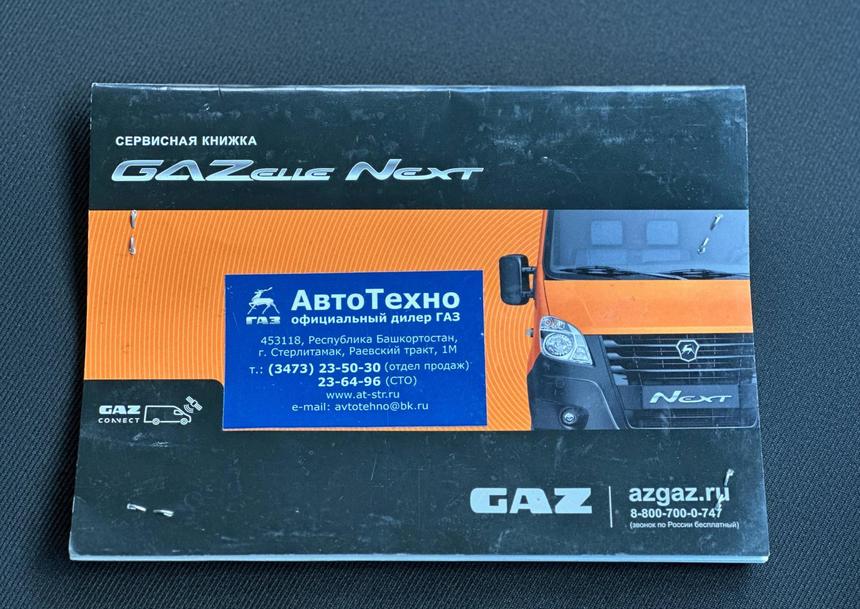 СЕРВИСНАЯ КНИЖКА
GAZELLE NEXT
АвтоТехно
официальный дилер ГАЗ
ГАЗ
453118, Республика Башкортостан,
г. Стерлитамак, Раевский тракт, 1М
т.: (3473) 23-50-30 (отдел продаж)
23-64-96 (СТО)
www.at-str.ru
e-mail: avtotehno@bk.ru
NEXT
GAZ
CONNECT
GAZ
azgaz.ru
8-800-700-0-747
(звонок по России бесплатный)